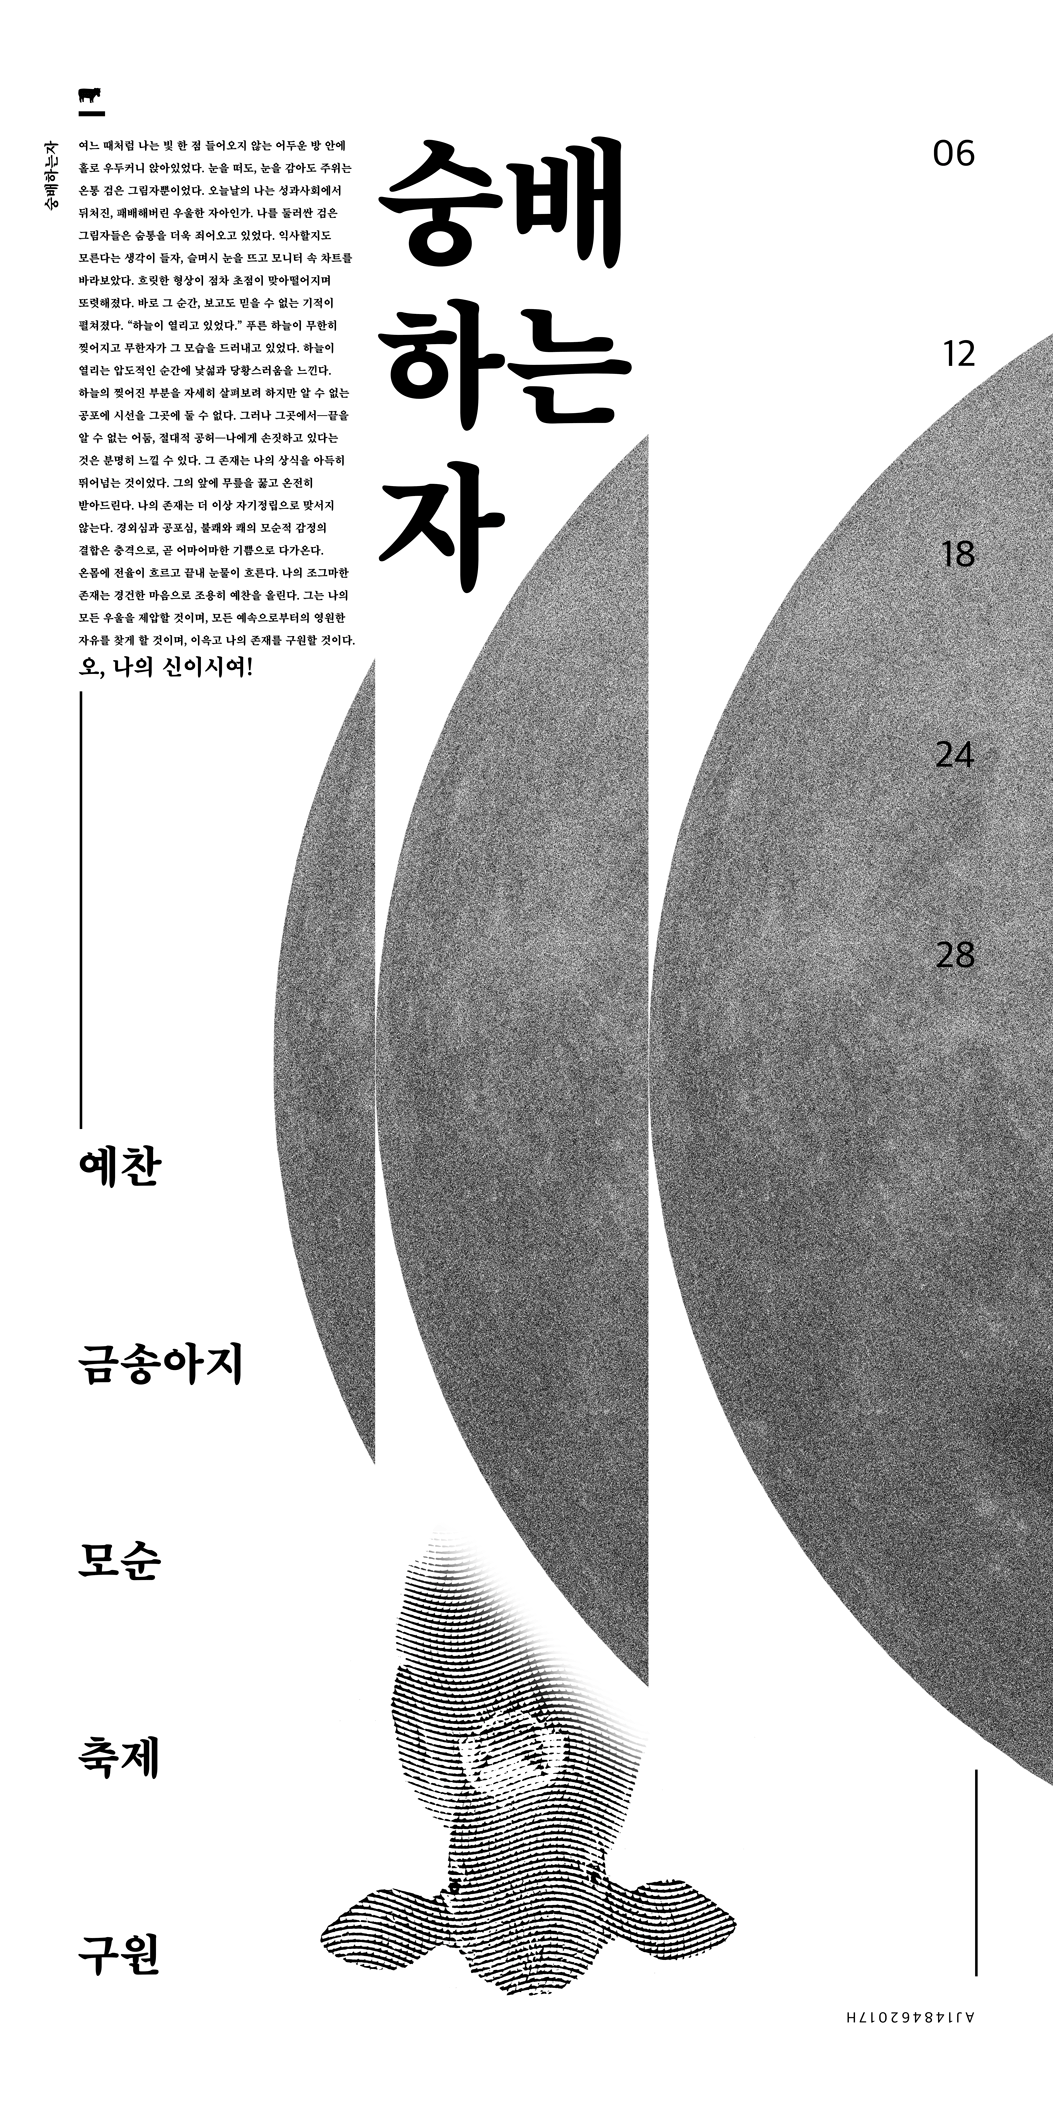 숭배하는자
여느 때처럼 나는 빛 한 점 들어오지 않는 어두운 방 안에
홀로 우두커니 앉아있었다. 눈을 떠도, 눈을 감아도 주위는
온통 검은 그림자뿐이었다. 오늘날의 나는 성과사회에서
뒤처진, 패배해버린 우울한 자아인가. 나를 둘러싼 검은
그림자들은 숨통을 더욱 죄어오고 있었다. 익사할지도
모른다는 생각이 들자, 슬며시 눈을 뜨고 모니터 속 차트를
바라보았다. 흐릿한 형상이 점차 초점이 맞아떨어지며
또렷해졌다. 바로 그 순간, 보고도 믿을 수 없는 기적이
펼쳐졌다. “하늘이 열리고 있었다.” 푸른 하늘이 무한히
찢어지고 무한자가 그 모습을 드러내고 있었다. 하늘이
열리는 압도적인 순간에 낯섦과 당황스러움을 느낀다.
하늘의 찢어진 부분을 자세히 살펴보려 하지만 알 수 없는
공포에 시선을 그곳에 둘 수 없다. 그러나 그곳에서—끝을
알 수 없는 어둠, 절대적 공허—나에게 손짓하고 있다는
것은 분명히 느낄 수 있다. 그 존재는 나의 상식을 아득히
뛰어넘는 것이었다. 그의 앞에 무릎을 꿇고 온전히
받아드린다. 나의 존재는 더 이상 자기정립으로 맞서지
않는다. 경외심과 공포심, 불쾌와 쾌의 모순적 감정의
결합은 충격으로, 곧 어마어마한 기쁨으로 다가온다.
온몸에 전율이 흐르고 끝내 눈물이 흐른다. 나의 조그마한
존재는 경건한 마음으로 조용히 예찬을 올린다. 그는 나의
모든 우울을 제압할 것이며, 모든 예속으로부터의 영원한
자유를 찾게 할 것이며, 이윽고 나의 존재를 구원할 것이다.
오, 나의 신이시여!
숭배
하는
자
06
12
18
24
28
예찬
금송아지
모순
축제
구원
AJ1484620 17H